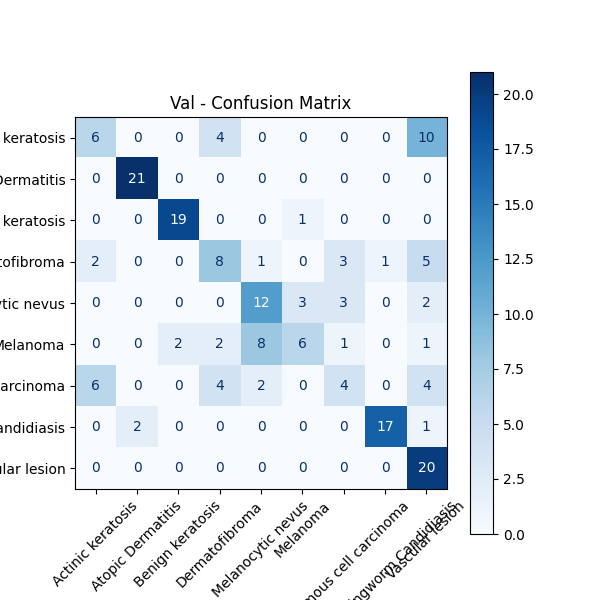 Val - Confusion Matrix
keratosis 6 0 0 4 0 0 0 0 10
Dermatitis 0 21 0 0 0 0 0 0 0
keratosis 0 0 19 0 0 1 0 0 0
tofibroma 2 0 0 8 1 0 3 1 5
ytic nevus 0 0 0 0 12 3 3 0 2
Melanoma 0 0 2 2 8 6 1 0 1
arcinoma 6 0 0 4 2 0 4 0 4
andidiasis 0 2 0 0 0 0 0 17 1
ular lesion 0 0 0 0 0 0 0 0 20
Actinic keratosis
Atopic Dermatitis
Benign keratosis
Dermatofibroma
Melanocytic nevus
Melanoma
mous cell carcinoma
ngworm Candidiasis
Vascular lesion
20.0
17.5
15.0
12.5
10.0
7.5
5.0
2.5
0.0